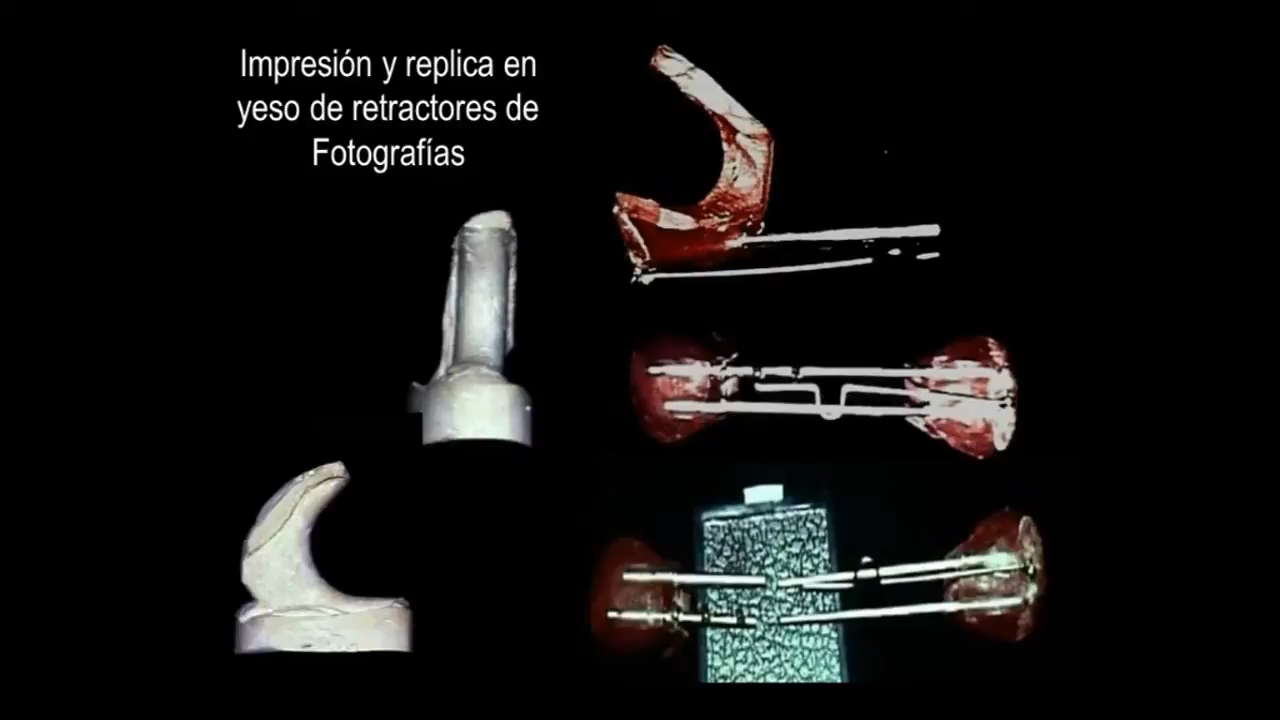 Impresión y replica en
yeso de retractores de
Fotografías